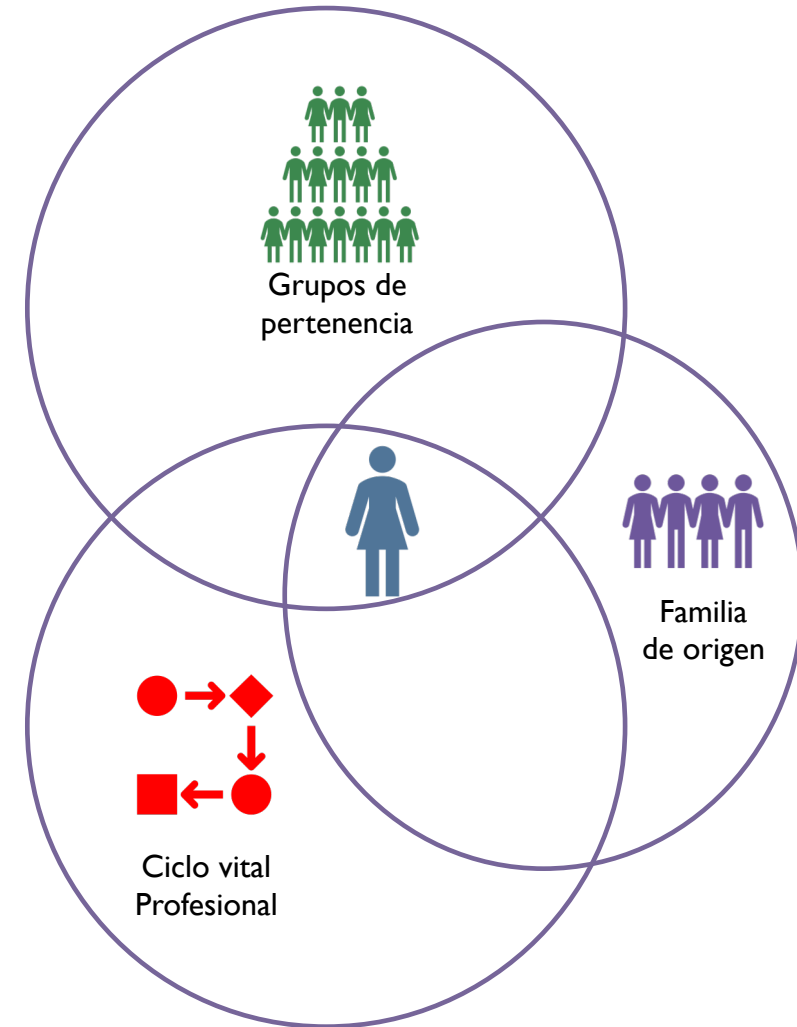 Grupos de
pertenencia
Familia
de origen
Ciclo vital
Profesional